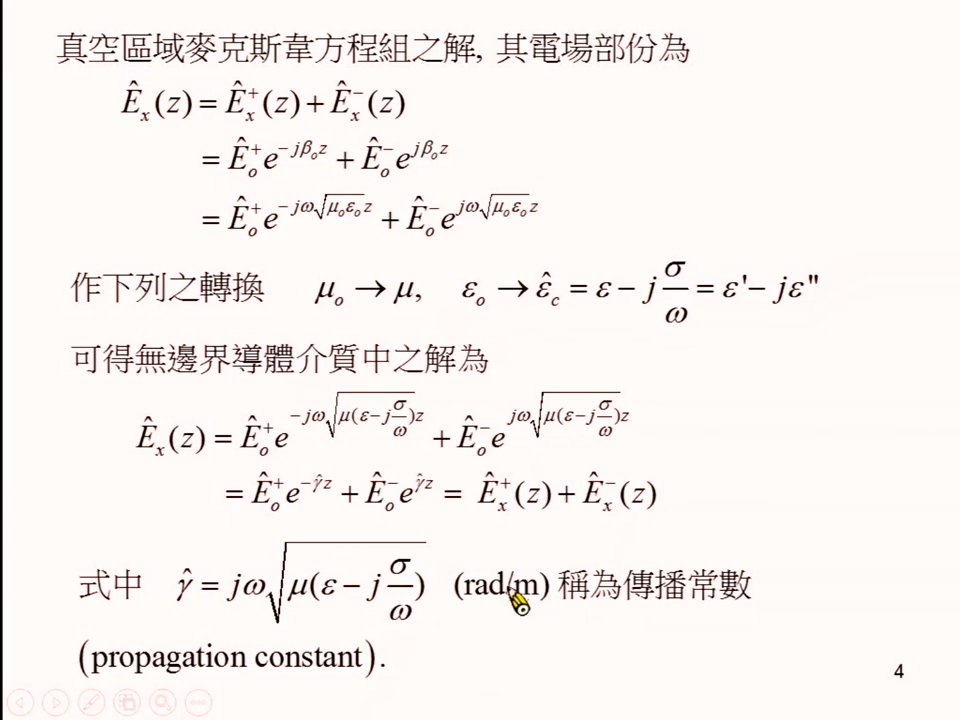 真空區域麥克斯韋方程組之解, 其電場部份為
Ê_x(z) = Ê_x^+(z) + Ê_x^-(z)
= Ê_o^+ e^{-jβ_o z} + Ê_o^- e^{jβ_o z}
= Ê_o^+ e^{-jω√(μ_o ε_o) z} + Ê_o^- e^{jω√(μ_o ε_o) z}
作下列之轉換 μ_o → μ, ε_o → ε̂_c = ε − j σ/ω = ε'− jε"
可得無邊界導體介質中之解為
Ê_x(z) = Ê_o^+ e^{-jω√(μ(ε−j σ/ω)) z} + Ê_o^- e^{jω√(μ(ε−j σ/ω)) z}
= Ê_o^+ e^{-γ̂z} + Ê_o^- e^{γ̂z} = Ê_x^+(z) + Ê_x^-(z)
式中 γ̂ = jω√(μ(ε − j σ/ω)) (rad/m) 稱為傳播常數
(propagation constant).
4